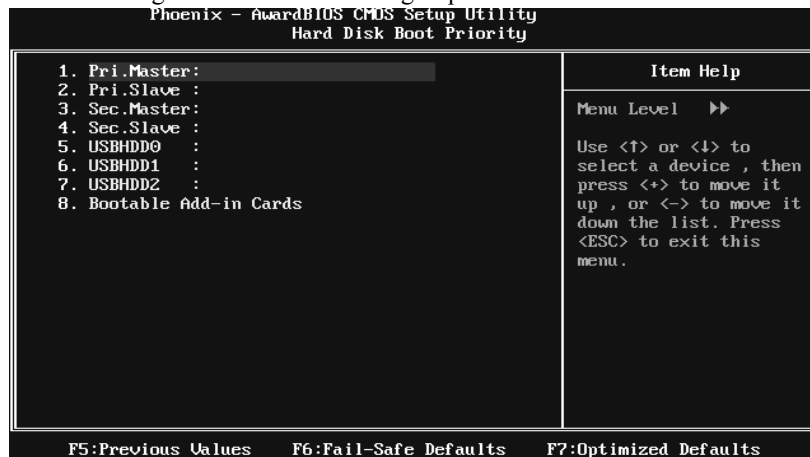 Phoenix - AwardBIOS CMOS Setup Utility
Hard Disk Boot Priority
1. Pri.Master:
2. Pri.Slave :
3. Sec.Master:
4. Sec.Slave :
5. USBHDD0 :
6. USBHDD1 :
7. USBHDD2 :
8. Bootable Add-in Cards
Item Help
Menu Level ▶▶
Use <↑> or <↓> to
select a device , then
press <+> to move it
up , or <-> to move it
down the list. Press
<ESC> to exit this
menu.
F5:Previous Values F6:Fail-Safe Defaults F7:Optimized Defaults